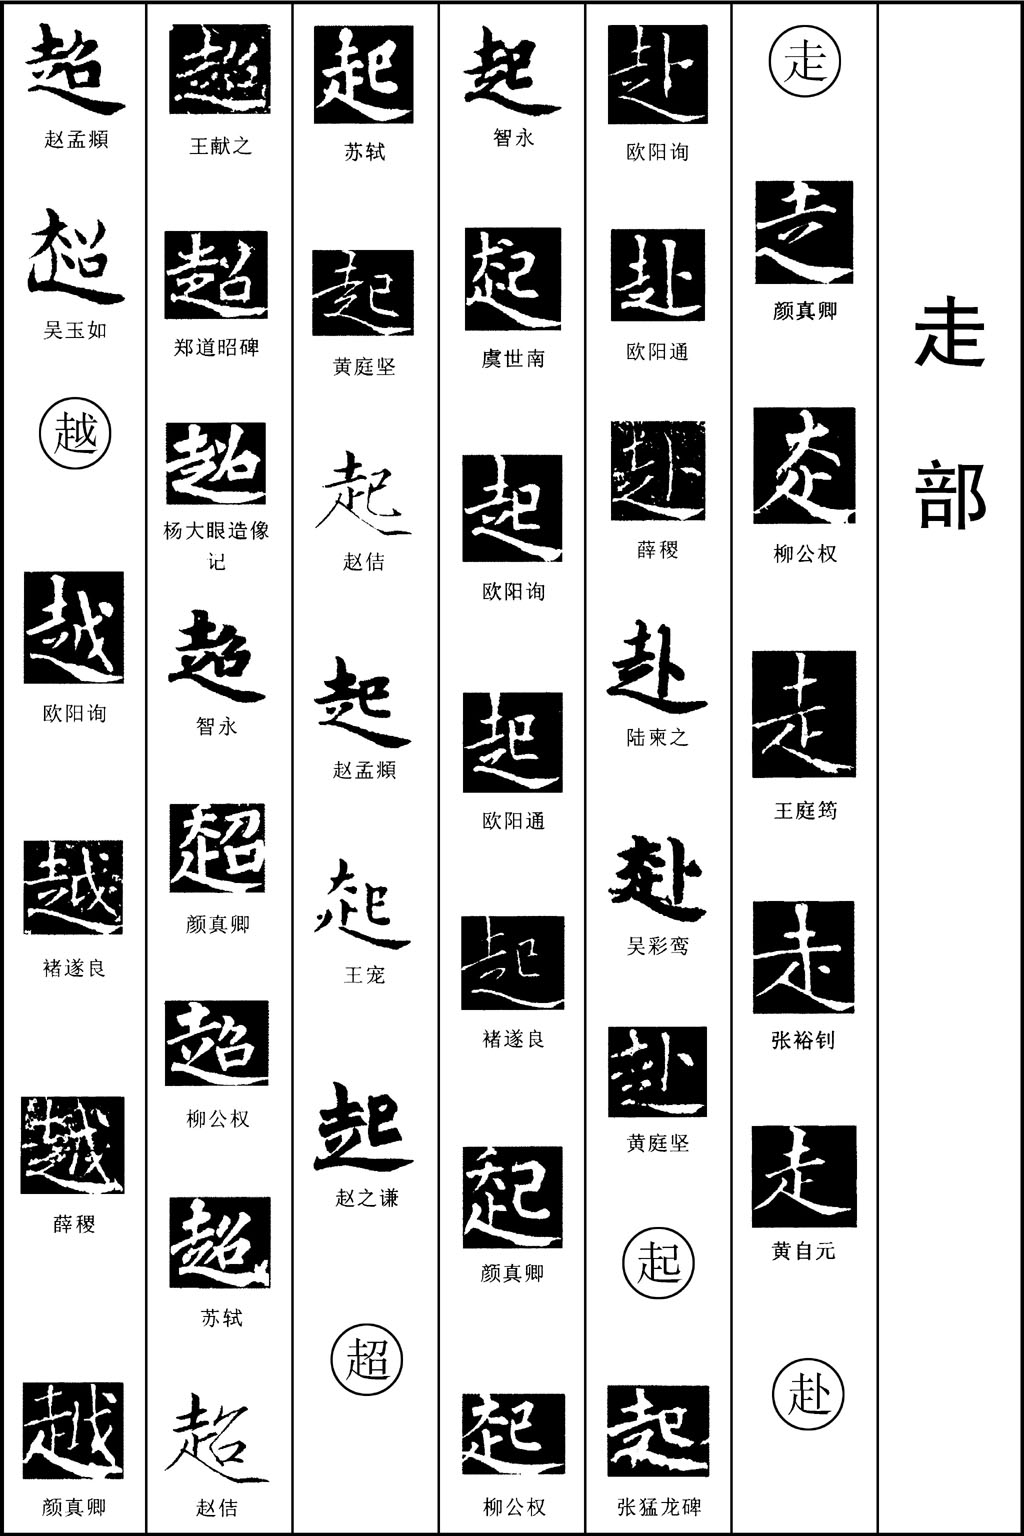 走部
走
走
颜真卿
走
柳公权
走
王庭筠
走
张裕钊
走
黄自元
赴
赴
欧阳询
赴
欧阳通
赴
薛稷
赴
陆柬之
赴
吴彩鸾
赴
黄庭坚
起
起
张猛龙碑
起
智永
起
虞世南
起
欧阳询
起
欧阳通
起
褚遂良
起
颜真卿
起
柳公权
起
苏轼
起
黄庭坚
起
赵佶
起
赵孟頫
起
王宠
起
赵之谦
超
超
王献之
超
郑道昭碑
超
杨大眼造像
记
超
智永
超
颜真卿
超
柳公权
超
苏轼
超
赵佶
超
赵孟頫
超
吴玉如
越
越
欧阳询
越
褚遂良
越
薛稷
越
颜真卿